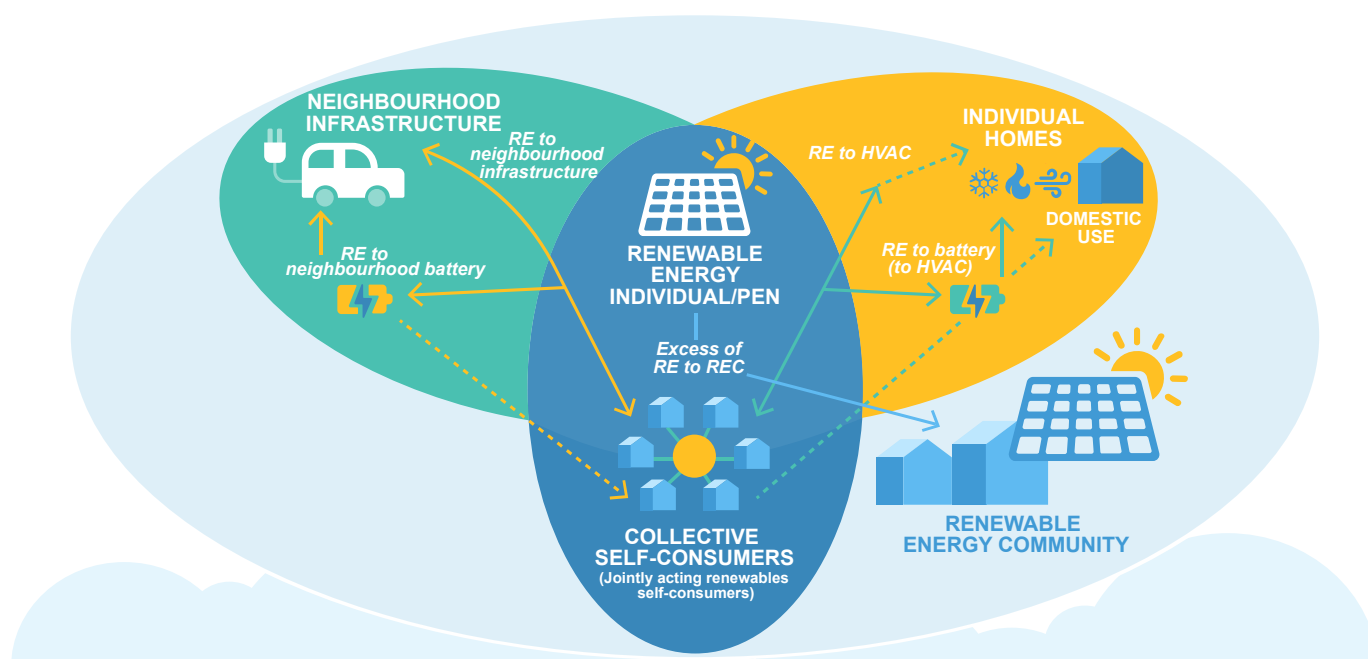 NEIGHBOURHOOD
INFRASTRUCTURE
RE to
neighbourhood
infrastructure
RE to
neighbourhood battery
RENEWABLE
ENERGY
INDIVIDUAL/PEN
Excess of
RE to REC
COLLECTIVE
SELF-CONSUMERS
(Jointly acting renewables
self-consumers)
RE to HVAC
INDIVIDUAL
HOMES
DOMESTIC
USE
RE to battery
(to HVAC)
RENEWABLE
ENERGY COMMUNITY